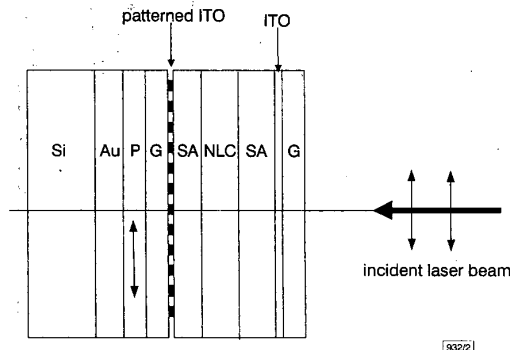 patterned ITO
ITO
Si Au P G SA NLC SA G
incident laser beam
932/2